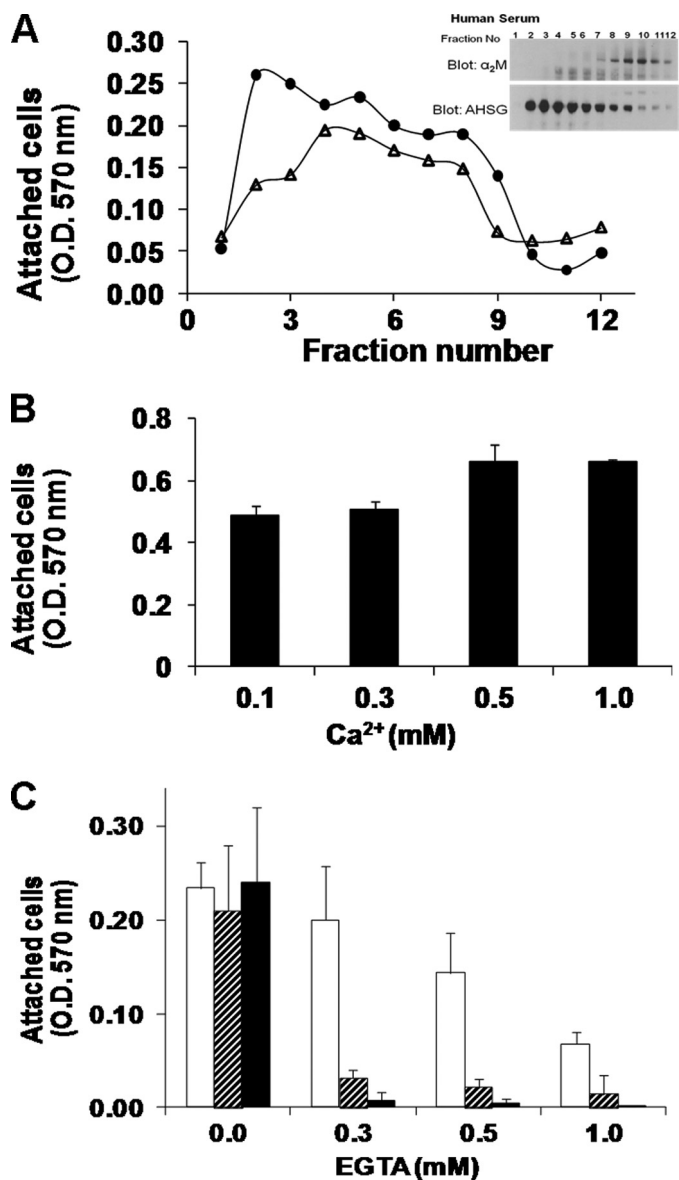 A
Human Serum
Fraction No 1 2 3 4 5 6 7 8 9 10 11 12
Blot: α₂M
Blot: AHSG
Attached cells
(O.D. 570 nm)
0.30
0.25
0.20
0.15
0.10
0.05
0.00
0 3 6 9 12
Fraction number
B
Attached cells
(O.D. 570 nm)
0.8
0.6
0.4
0.2
0
0.1 0.3 0.5 1.0
Ca²⁺ (mM)
C
Attached cells
(O.D. 570 nm)
0.30
0.20
0.10
0.00
0.0 0.3 0.5 1.0
EGTA (mM)